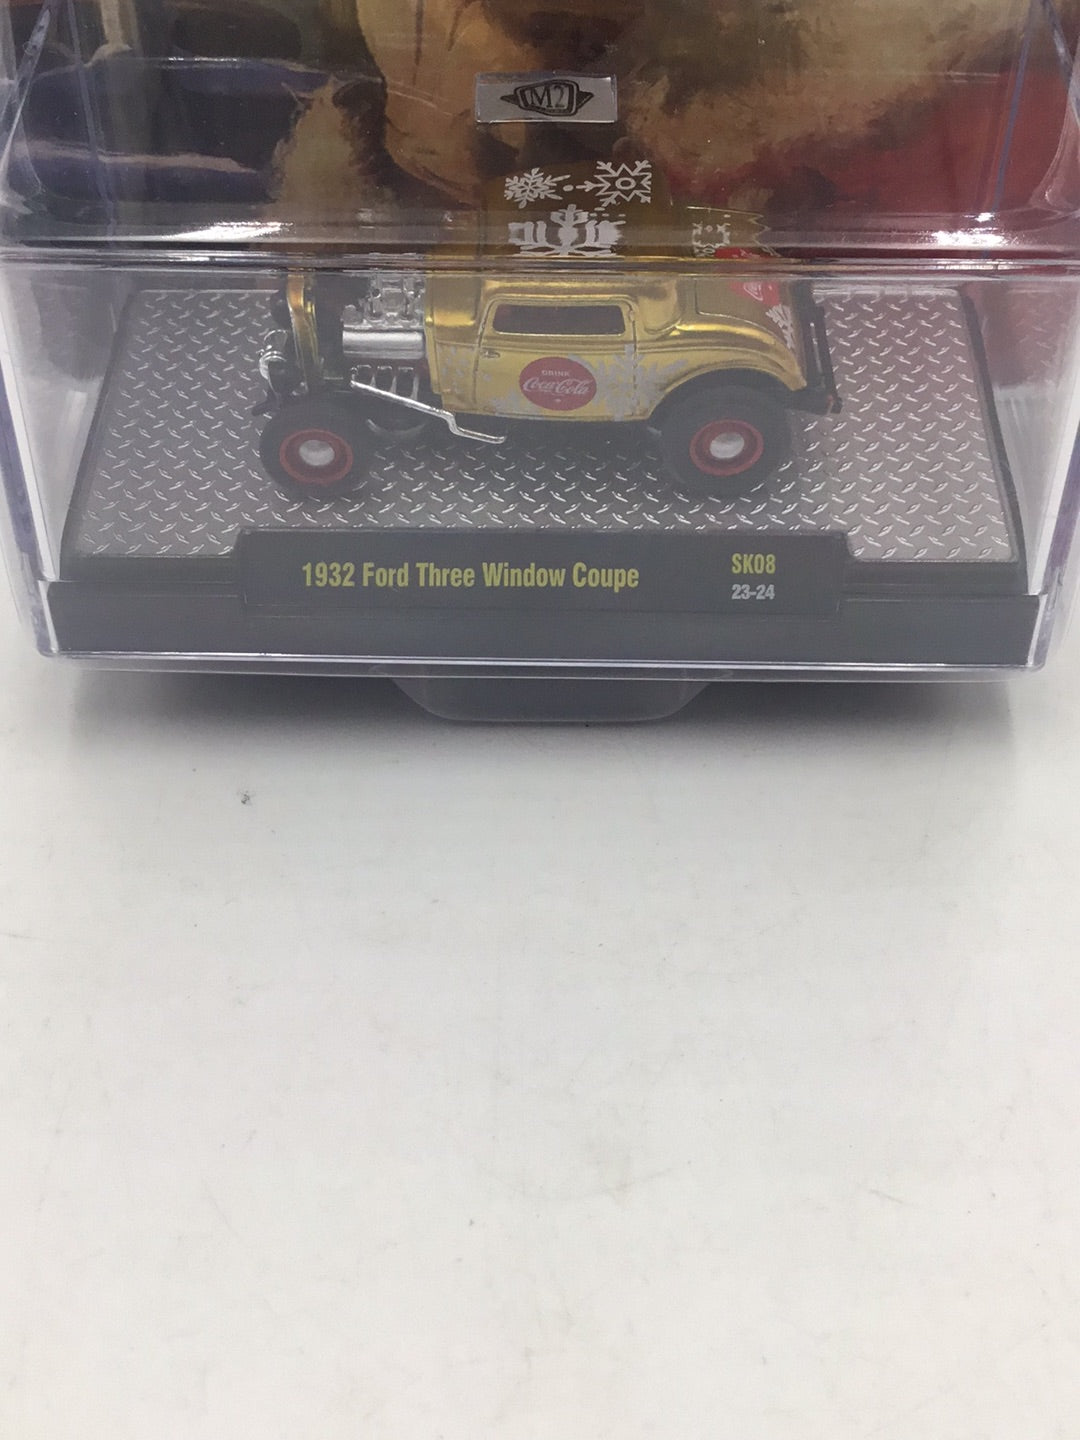 M2
DRINK
Coca-Cola
1932 Ford Three Window Coupe
SK08
23-24